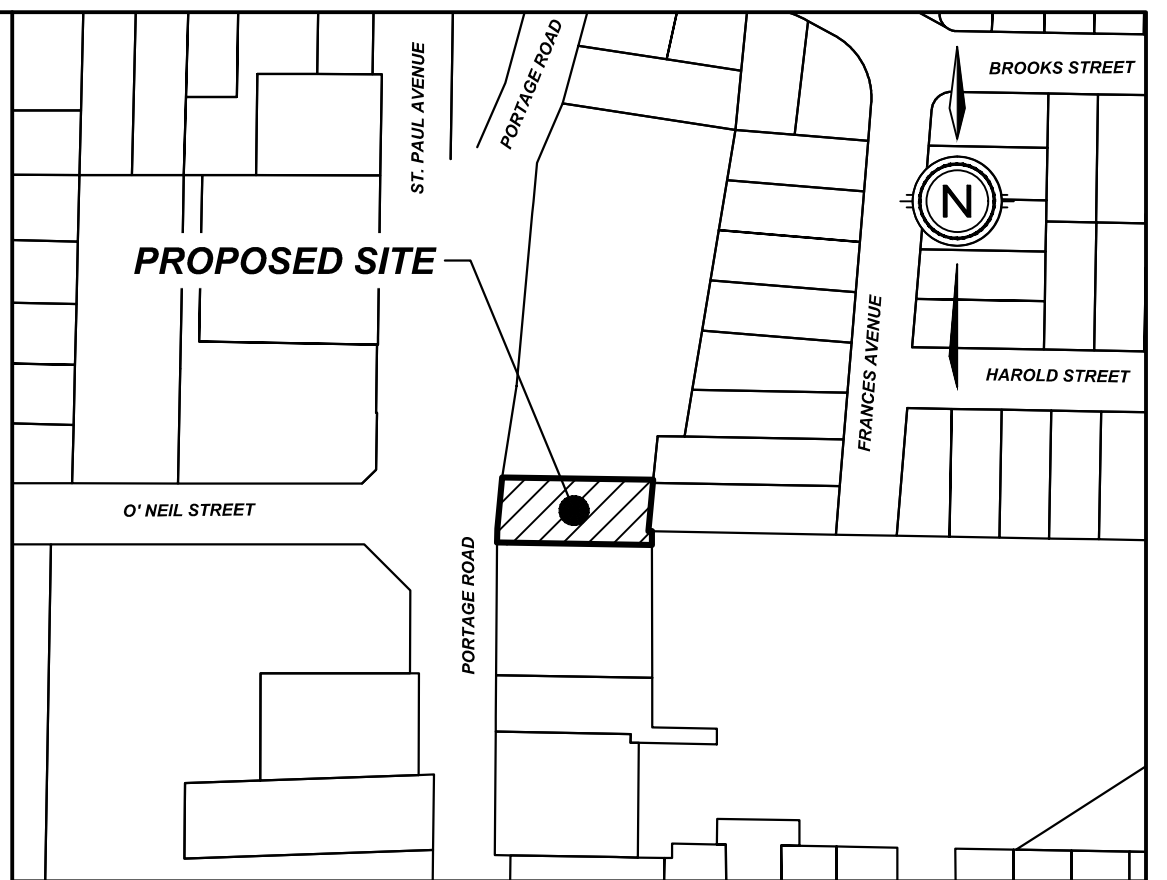 ST. PAUL AVENUE
PORTAGE ROAD
BROOKS STREET
N
PROPOSED SITE
FRANCES AVENUE
HAROLD STREET
O' NEIL STREET
PORTAGE ROAD